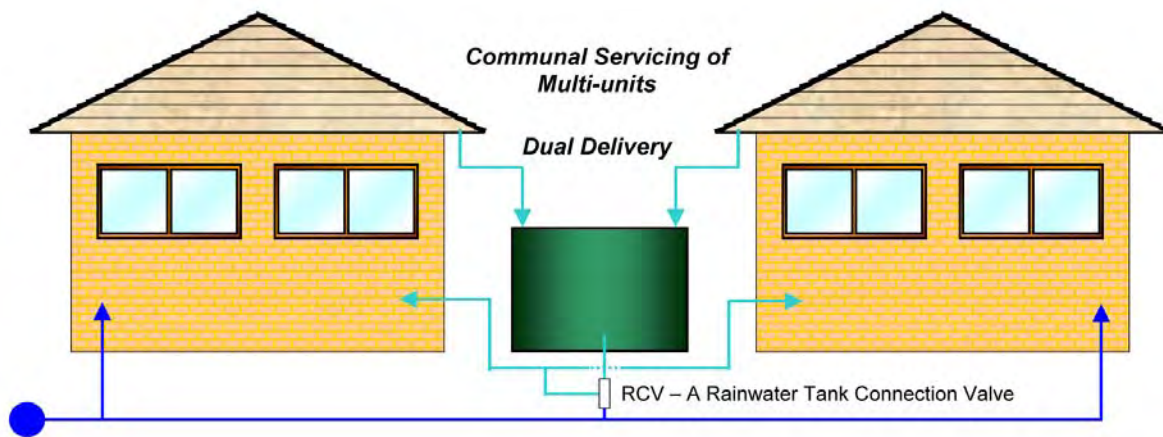 Communal Servicing of
Multi-units
Dual Delivery
RCV – A Rainwater Tank Connection Valve